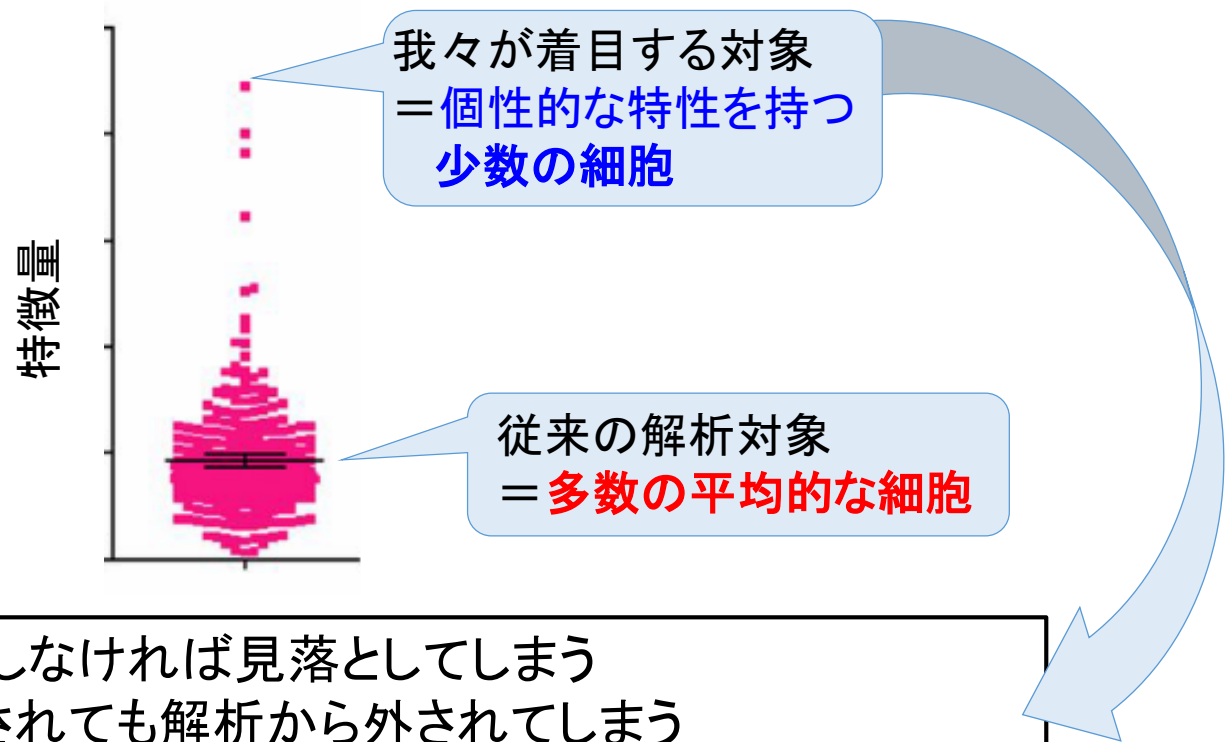 我々が着目する対象
＝個性的な特性を持つ
少数の細胞
特徴量
従来の解析対象
＝多数の平均的な細胞
しなければ見落としてしまう
されても解析から外されてしまう